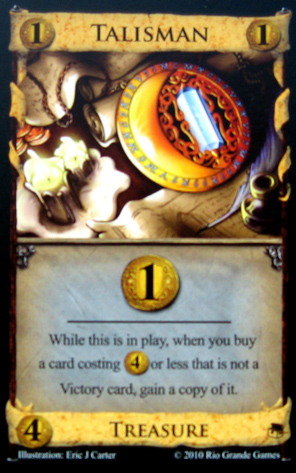 1 TALISMAN 1
1
While this is in play, when you buy
a card costing 4 or less that is not a
Victory card, gain a copy of it.
4 TREASURE
Illustration: Eric J Carter © 2010 Rio Grande Games